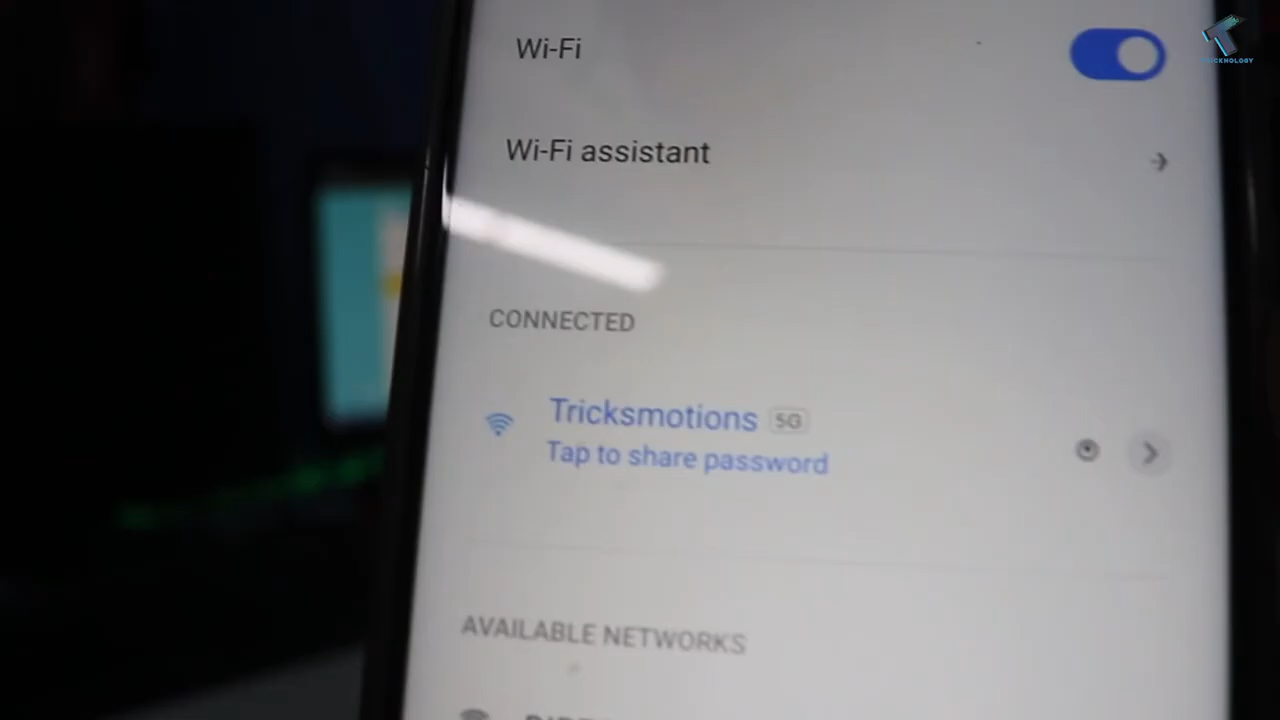 Wi-Fi
Wi-Fi assistant
CONNECTED
Tricksmotions 5G
Tap to share password
AVAILABLE NETWORKS